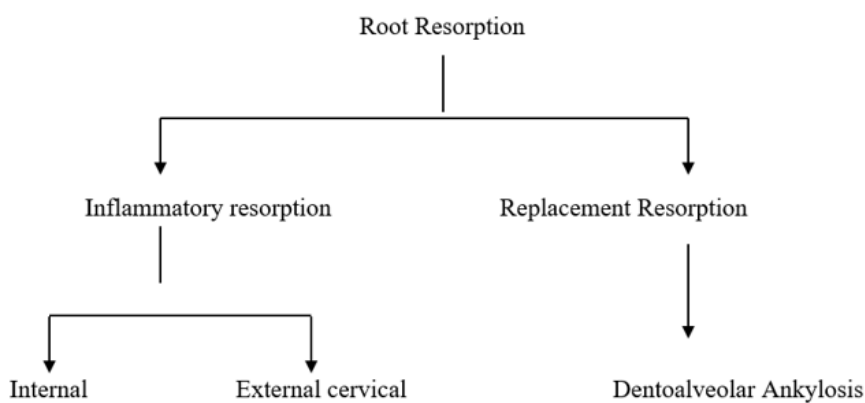 Root Resorption
Inflammatory resorption
Replacement Resorption
Internal
External cervical
Dentoalveolar Ankylosis